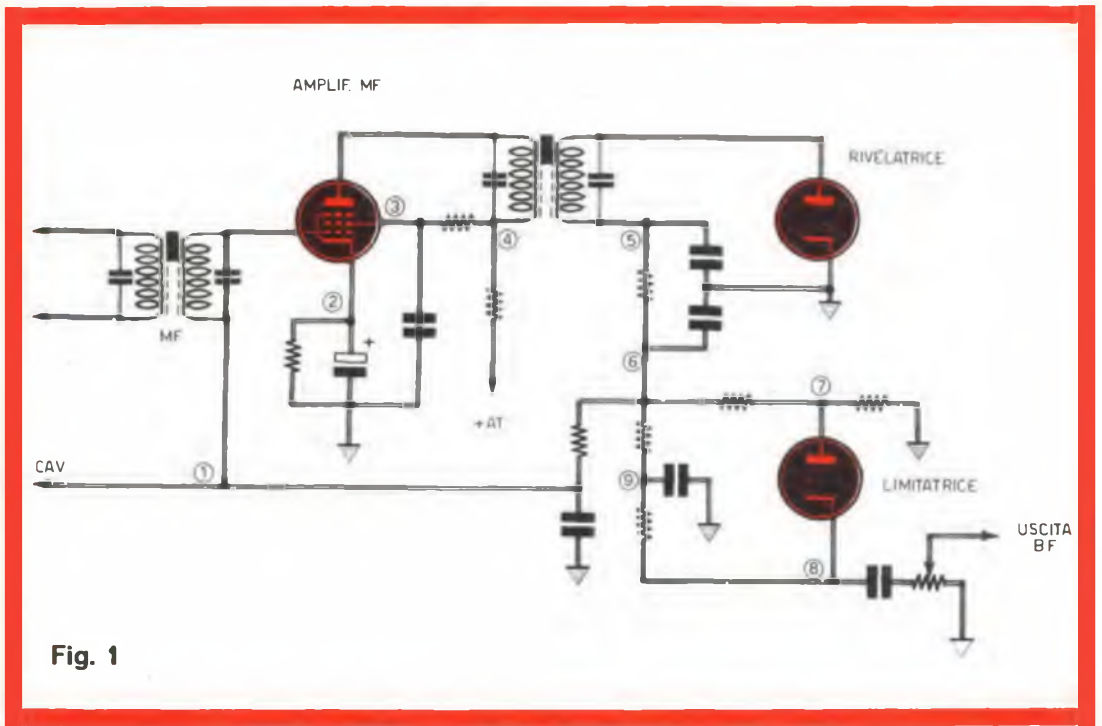 AMPLIF. MF
RIVELATRICE
③
④
⑤
②
MF
+
⑥
+AT
⑦
CAV
①
⑨
LIMITATRICE
USCITA
BF
⑧
Fig. 1